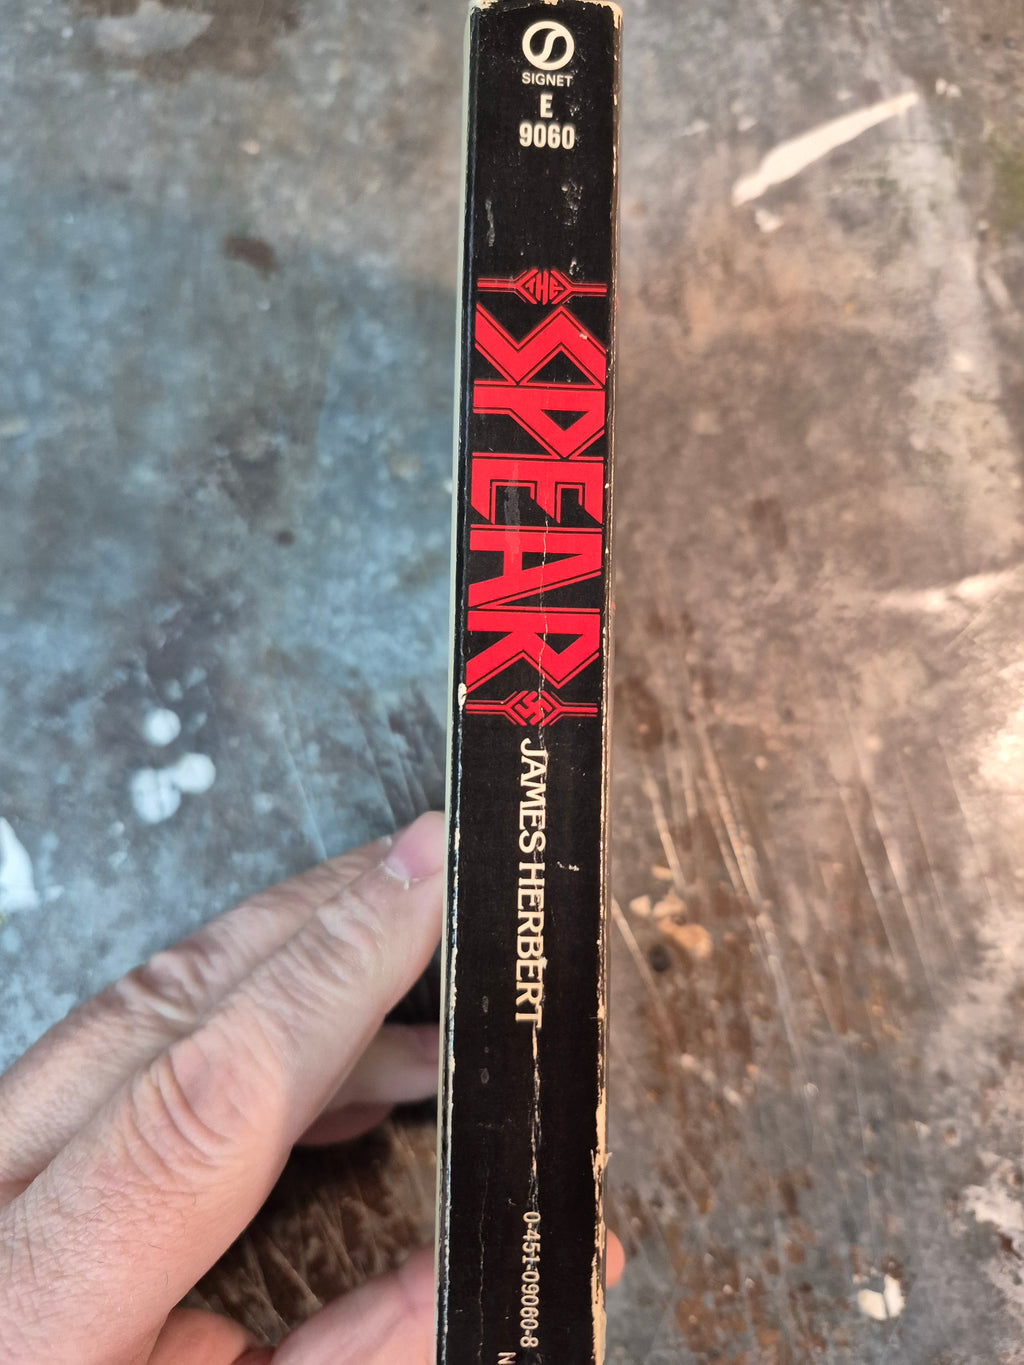 SIGNET
E
9060
THE
SPEAR
JAMES HERBERT
0-451-09060-8
N